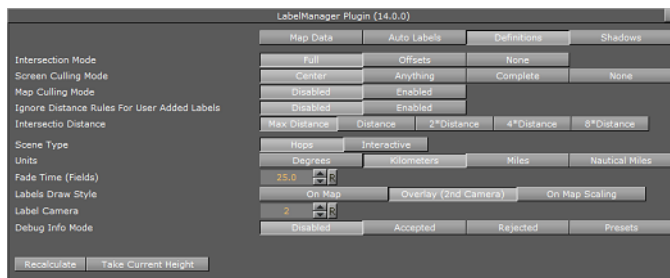 LabelManager Plugin (14.0.0)
Map Data Auto Labels Definitions Shadows
Intersection Mode Full Offsets None
Screen Culling Mode Center Anything Complete None
Map Culling Mode Disabled Enabled
Ignore Distance Rules For User Added Labels Disabled Enabled
Intersectio Distance Max Distance Distance 2*Distance 4*Distance 8*Distance
Scene Type Hops Interactive
Units Degrees Kilometers Miles Nautical Miles
Fade Time (Fields) 25.0 R
Labels Draw Style On Map Overlay (2nd Camera) On Map Scaling
Label Camera 2 R
Debug Info Mode Disabled Accepted Rejected Presets
Recalculate Take Current Height